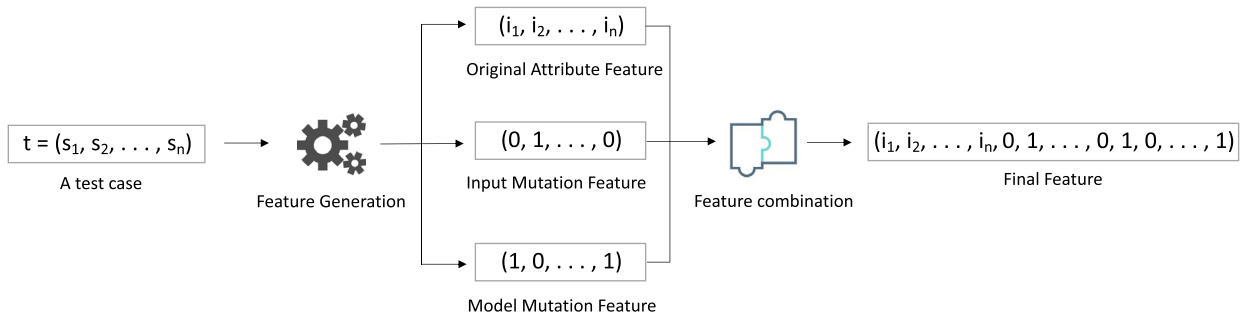 t = (s₁, s₂, . . . , sₙ)
A test case
Feature Generation
(i₁, i₂, . . . , iₙ)
Original Attribute Feature
(0, 1, . . . , 0)
Input Mutation Feature
(1, 0, . . . , 1)
Model Mutation Feature
Feature combination
(i₁, i₂, . . . , iₙ, 0, 1, . . . , 0, 1, 0, . . . , 1)
Final Feature